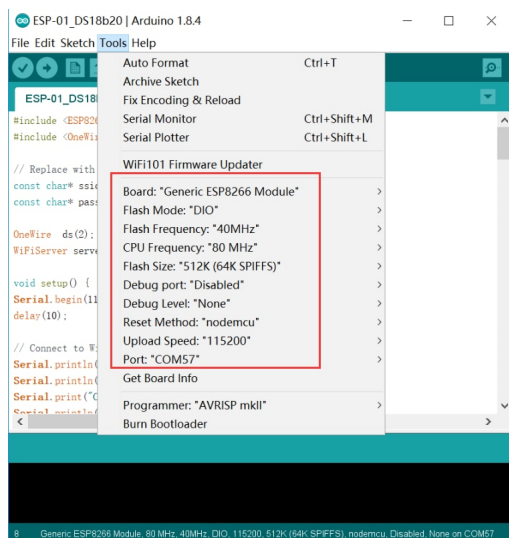 ESP-01_DS18b20 | Arduino 1.8.4
File Edit Sketch Tools Help
Auto Format Ctrl+T
Archive Sketch
Fix Encoding & Reload
Serial Monitor Ctrl+Shift+M
Serial Plotter Ctrl+Shift+L
WiFi101 Firmware Updater
Board: "Generic ESP8266 Module"
Flash Mode: "DIO"
Flash Frequency: "40MHz"
CPU Frequency: "80 MHz"
Flash Size: "512K (64K SPIFFS)"
Debug port: "Disabled"
Debug Level: "None"
Reset Method: "nodemcu"
Upload Speed: "115200"
Port: "COM57"
Get Board Info
Programmer: "AVRISP mkII"
Burn Bootloader
ESP-01_DS18
#include <ESP82
#include <OneWi
// Replace with
const char* ssi
const char* pas
OneWire ds(2);
WiFiServer serve
void setup() {
Serial.begin(11
delay(10);
// Connect to W
Serial.println(
Serial.println(
Serial.print("C
Serial.println(
8 Generic ESP8266 Module, 80 MHz, 40MHz, DIO, 115200, 512K (64K SPIFFS), nodemcu, Disabled, None on COM57